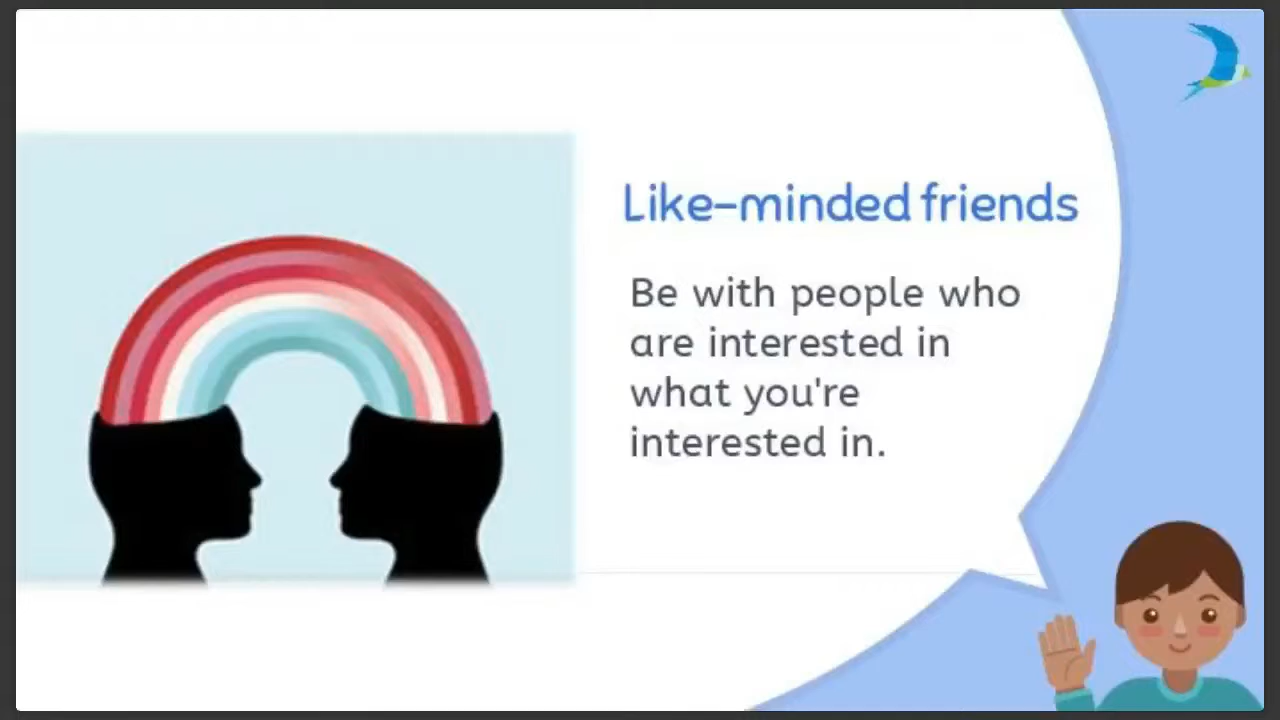 Like-minded friends
Be with people who
are interested in
what you're
interested in.